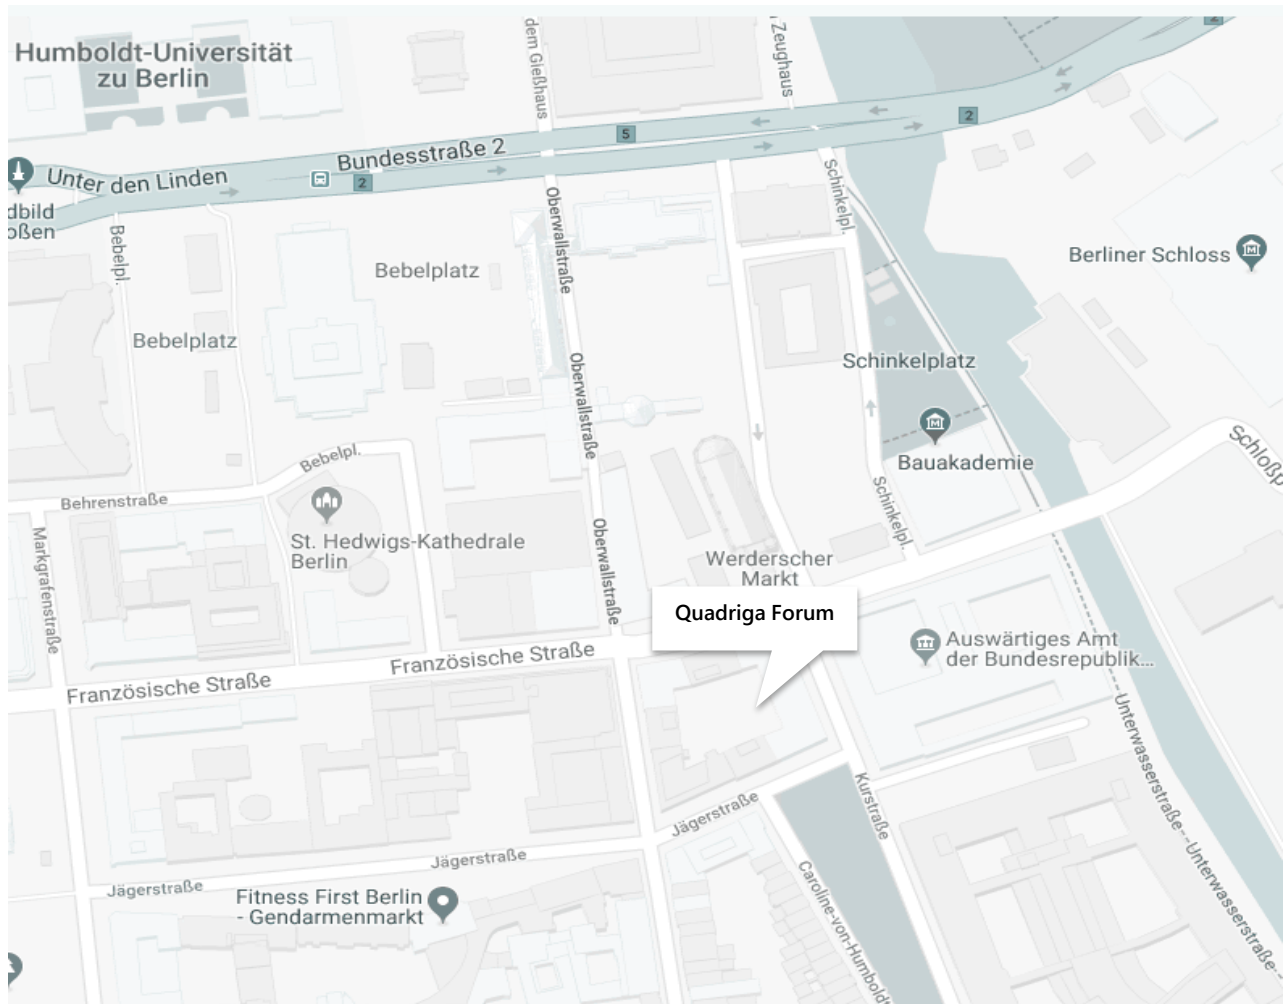 Humboldt-Universität
zu Berlin
dem Gießhaus
Zeughaus
2
5
2
Bundesstraße 2
2
Unter den Linden
dbild
oßen
Bebelpl.
Oberwallstraße
Schinkelpl.
Berliner Schloss
Bebelplatz
Bebelplatz
Oberwallstraße
Schinkelplatz
Bauakademie
Schloßp
Bebelpl.
Behrenstraße
Schinkelpl.
Markgrafenstraße
St. Hedwigs-Kathedrale
Berlin
Oberwallstraße
Werderscher
Markt
Quadriga Forum
Auswärtiges Amt
der Bundesrepublik...
Französische Straße
Französische Straße
Unterwasserstraße
Kurstraße
Jägerstraße
Unterwasserstraße
Jägerstraße
Jägerstraße
Caroline-von-Humboldt
Fitness First Berlin
- Gendarmenmarkt